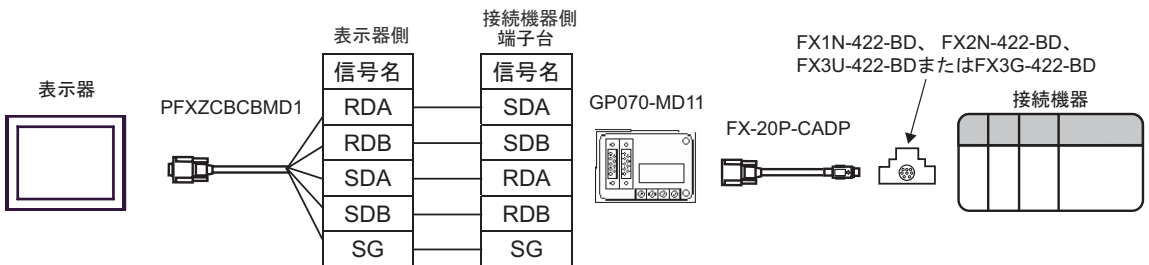 表示器
PFXZCBCBMD1
表示器側
信号名
RDA
RDB
SDA
SDB
SG
接続機器側
端子台
信号名
SDA
SDB
RDA
RDB
SG
GP070-MD11
FX-20P-CADP
FX1N-422-BD、 FX2N-422-BD、
FX3U-422-BDまたはFX3G-422-BD
接続機器